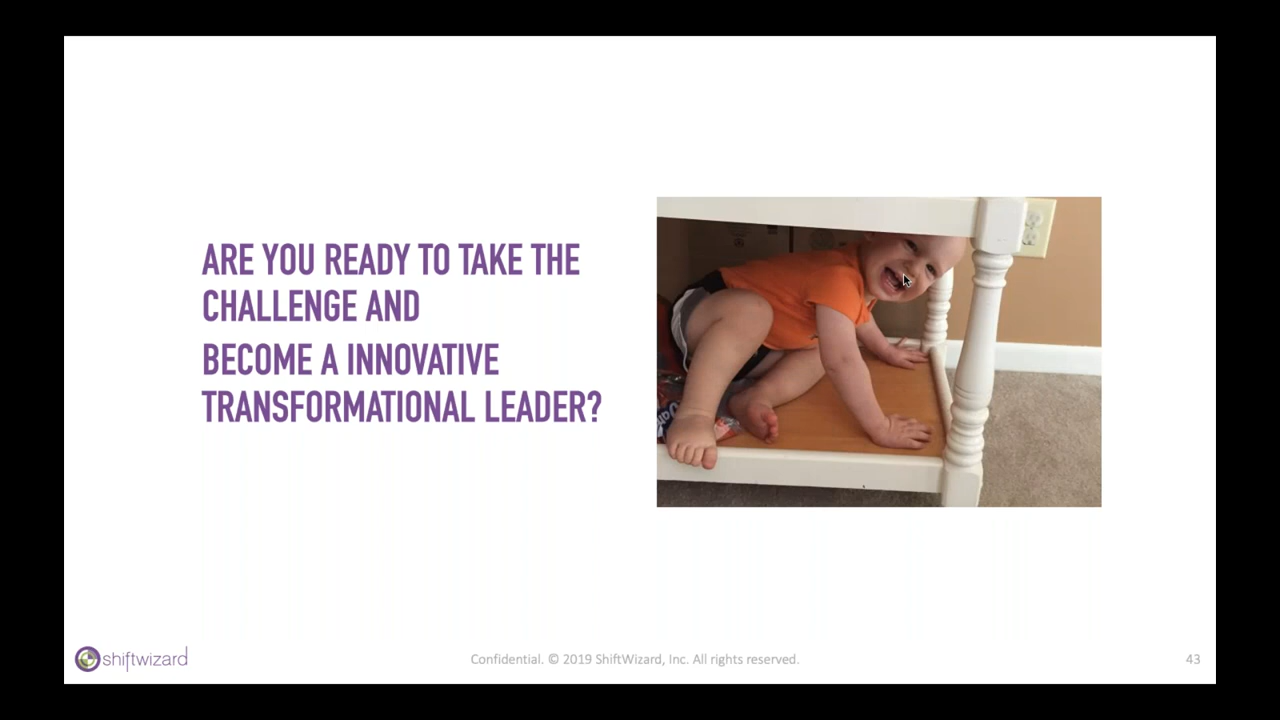 ARE YOU READY TO TAKE THE
CHALLENGE AND
BECOME A INNOVATIVE
TRANSFORMATIONAL LEADER?
shiftwizard
Confidential. © 2019 ShiftWizard, Inc. All rights reserved.
43